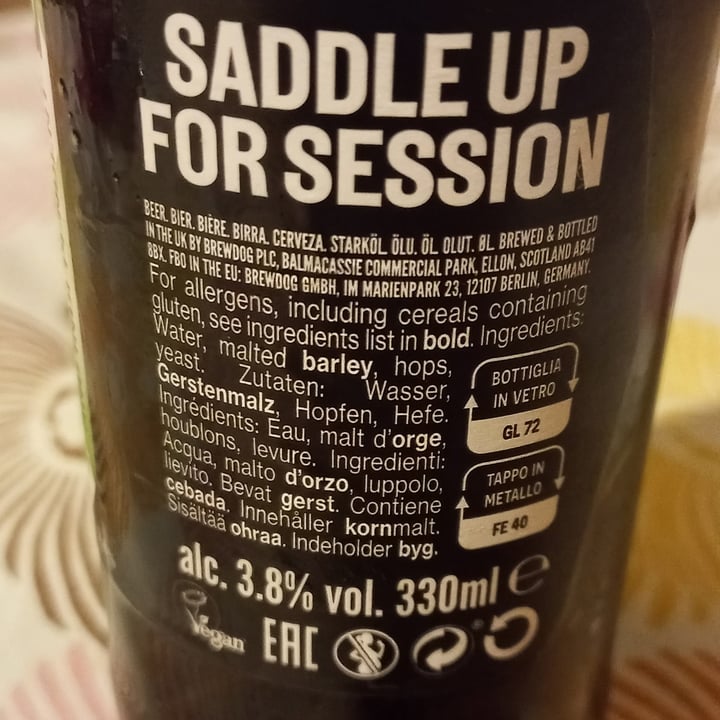 SADDLE UP
FOR SESSION
BEER. BIER. BIÈRE. BIRRA. CERVEZA. STARKÖL. ÖLU. ÖL. OLUT. ØL. BREWED & BOTTLED
IN THE UK BY BREWDOG PLC, BALMACASSIE COMMERCIAL PARK, ELLON, SCOTLAND AB41
8BX. FBO IN THE EU: BREWDOG GMBH, IM MARIENPARK 23, 12107 BERLIN, GERMANY.
For allergens, including cereals containing
gluten, see ingredients list in bold. Ingredients:
Water, malted barley, hops,
yeast. Zutaten: Wasser,
Gerstenmalz, Hopfen, Hefe.
Ingrédients: Eau, malt d'orge,
houblons, levure. Ingredienti:
Acqua, malto d'orzo, luppolo,
lievito. Bevat gerst. Contiene
cebada. Innehåller kornmalt.
Sisältää ohraa. Indeholder byg.
BOTTIGLIA
IN VETRO
GL 72
TAPPO IN
METALLO
FE 40
alc. 3.8% vol. 330ml e
Vegan
EAC